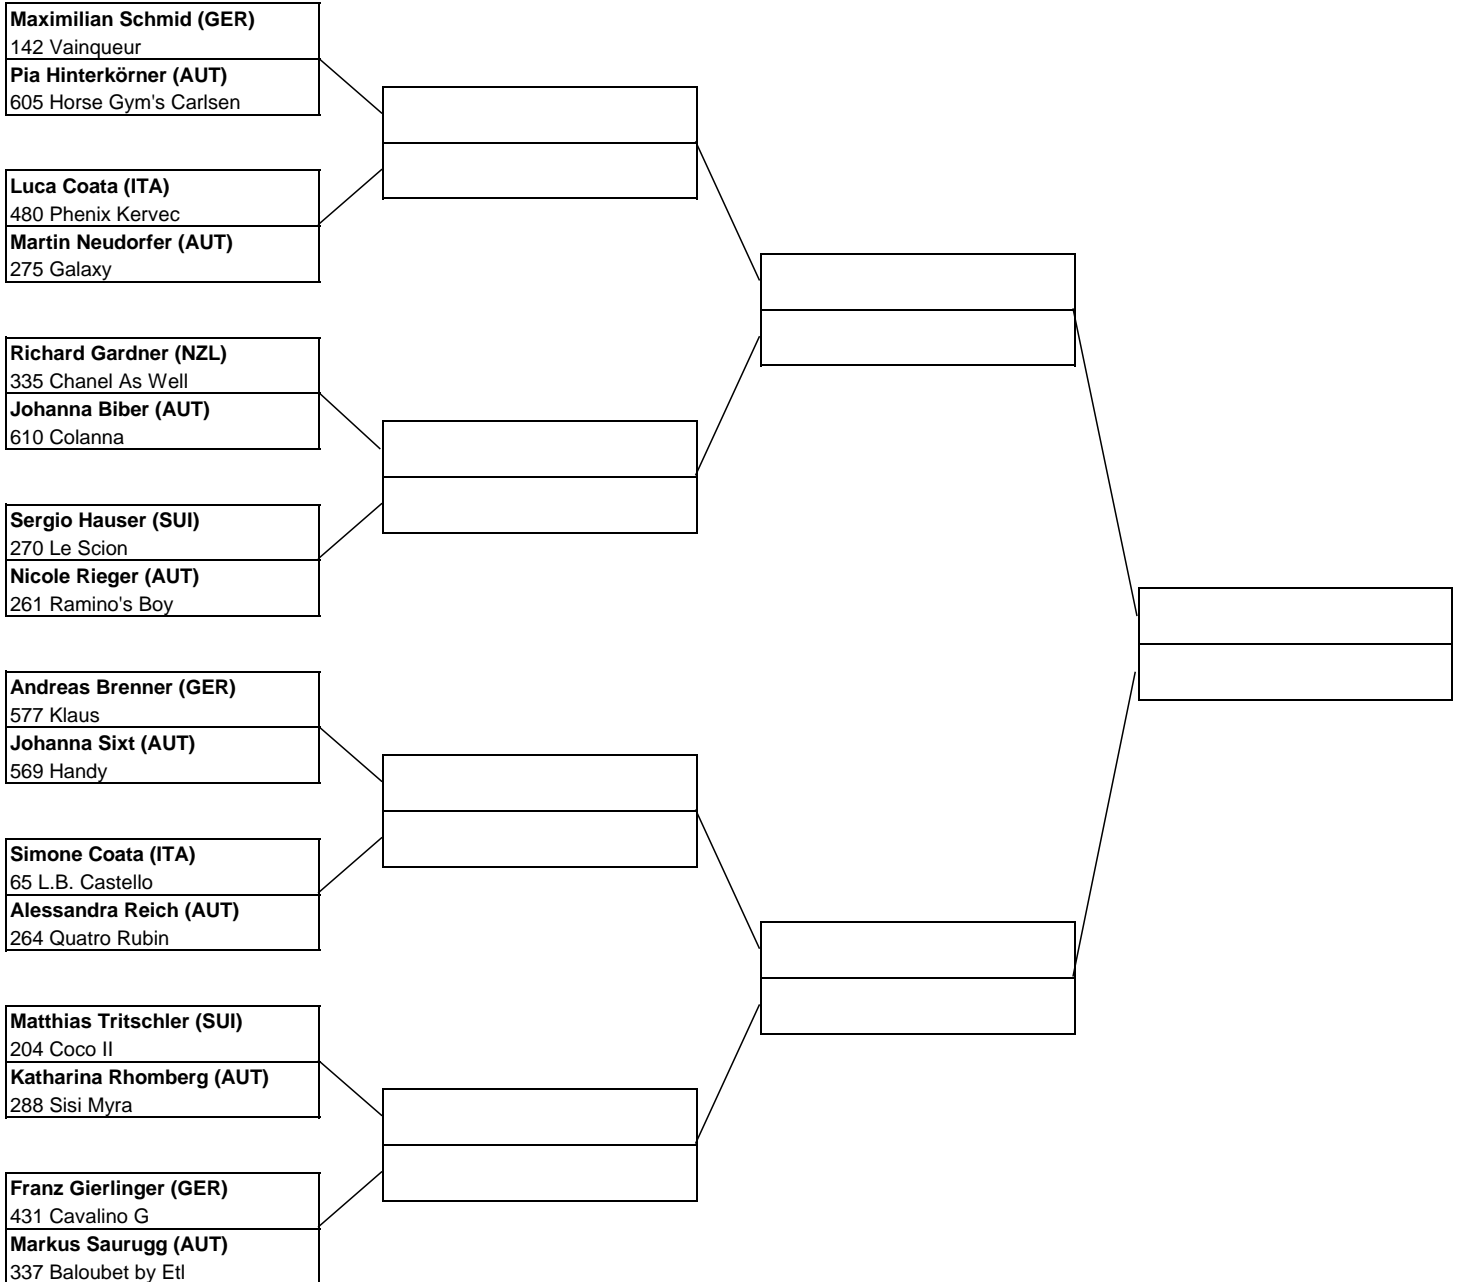 Maximilian Schmid (GER)
142 Vainqueur
Pia Hinterkörner (AUT)
605 Horse Gym's Carlsen
Luca Coata (ITA)
480 Phenix Kervec
Martin Neudorfer (AUT)
275 Galaxy
Richard Gardner (NZL)
335 Chanel As Well
Johanna Biber (AUT)
610 Colanna
Sergio Hauser (SUI)
270 Le Scion
Nicole Rieger (AUT)
261 Ramino's Boy
Andreas Brenner (GER)
577 Klaus
Johanna Sixt (AUT)
569 Handy
Simone Coata (ITA)
65 L.B. Castello
Alessandra Reich (AUT)
264 Quatro Rubin
Matthias Tritschler (SUI)
204 Coco II
Katharina Rhomberg (AUT)
288 Sisi Myra
Franz Gierlinger (GER)
431 Cavalino G
Markus Saurugg (AUT)
337 Baloubet by Etl